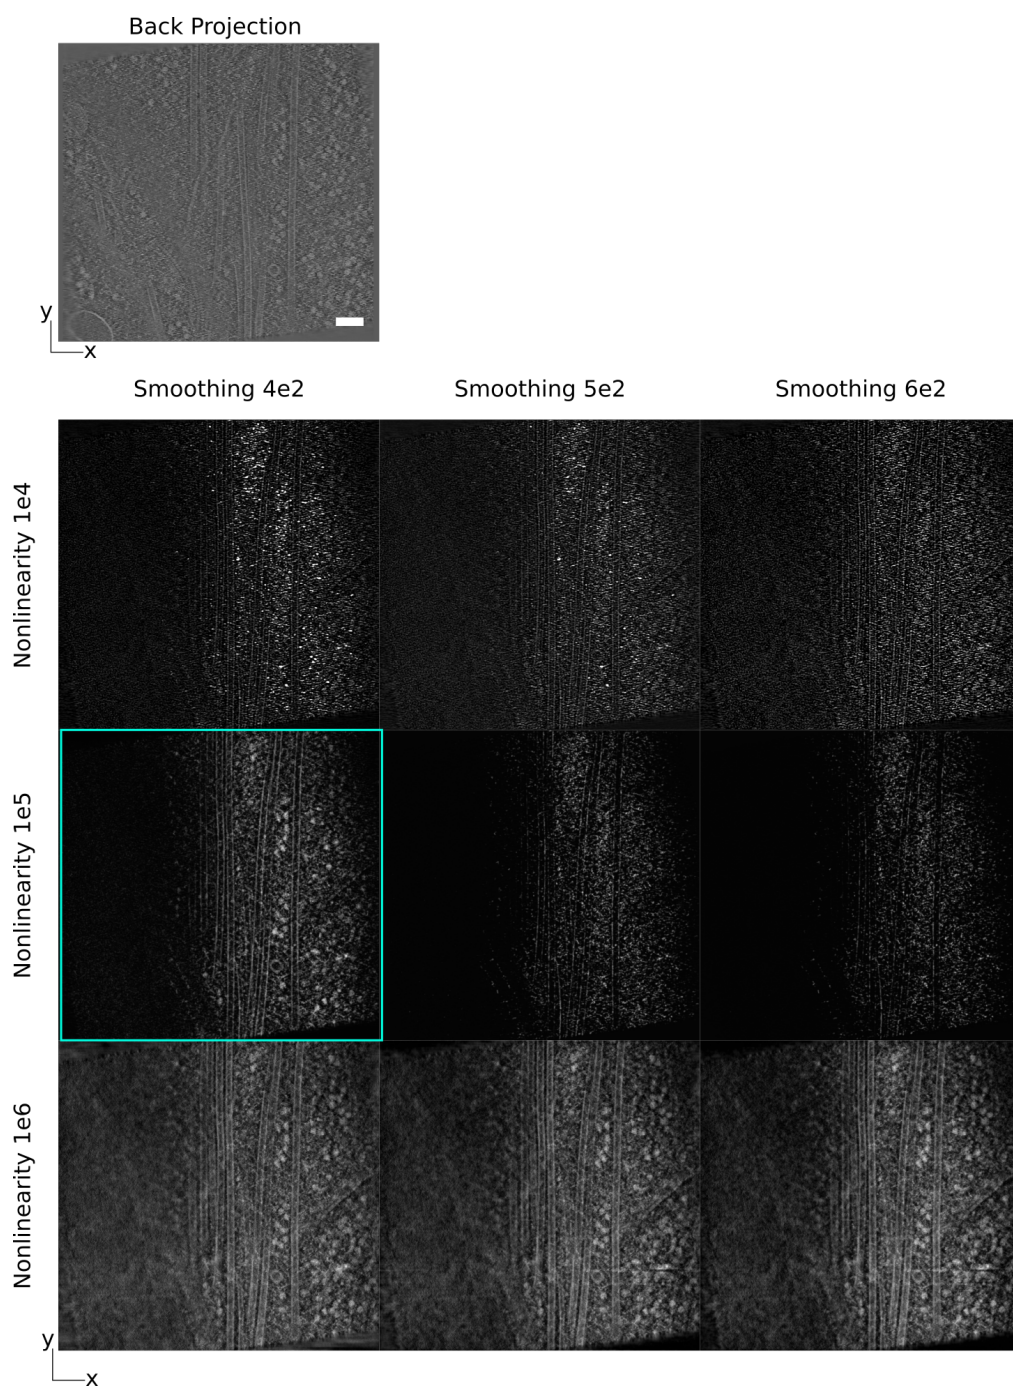 Back Projection
y
x
Smoothing 4e2
Smoothing 5e2
Smoothing 6e2
Nonlinearity 1e4
Nonlinearity 1e5
Nonlinearity 1e6
y
x